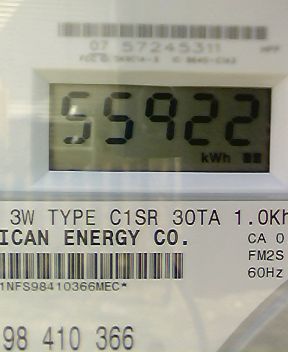 07 57245311
55922
kWh
3W TYPE C1SR 30TA 1.0Kh
ICAN ENERGY CO.
CA 0
FM2S
60Hz
1NFS98410366MEC*
98 410 366